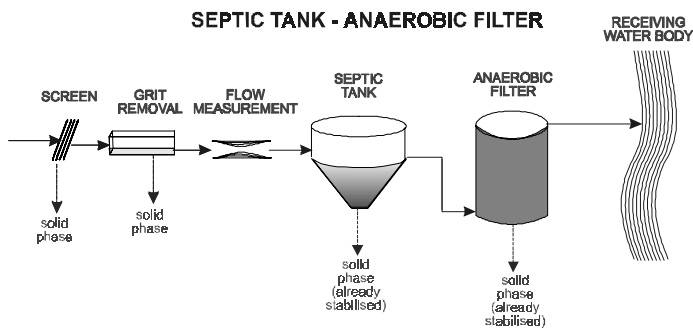 SEPTIC TANK - ANAEROBIC FILTER
RECEIVING
WATER BODY
SCREEN
GRIT
REMOVAL
FLOW
MEASUREMENT
SEPTIC
TANK
ANAEROBIC
FILTER
solid
phase
solid
phase
solid
phase
(already
stabilised)
solid
phase
(already
stabilised)